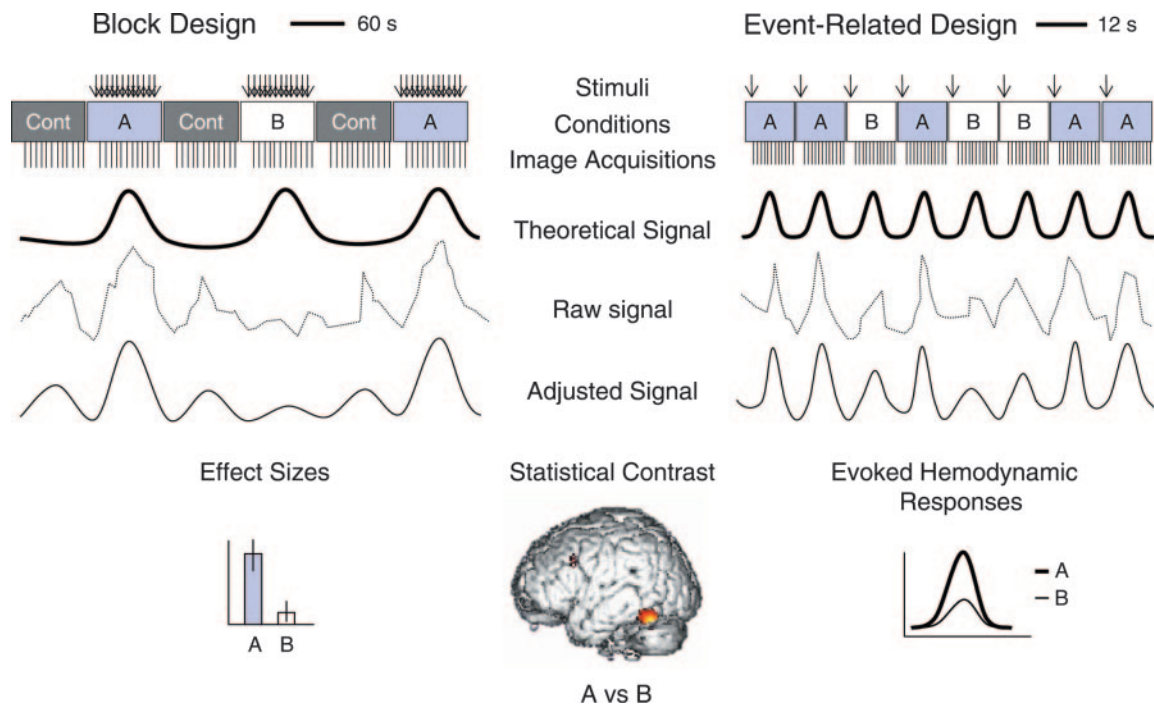 Block Design 60 s
Event-Related Design 12 s
Stimuli
Cont A Cont B Cont A
Conditions
A A B A B B A A
Image Acquisitions
Theoretical Signal
Raw signal
Adjusted Signal
Effect Sizes
A B
Statistical Contrast
A vs B
Evoked Hemodynamic
Responses
A
B